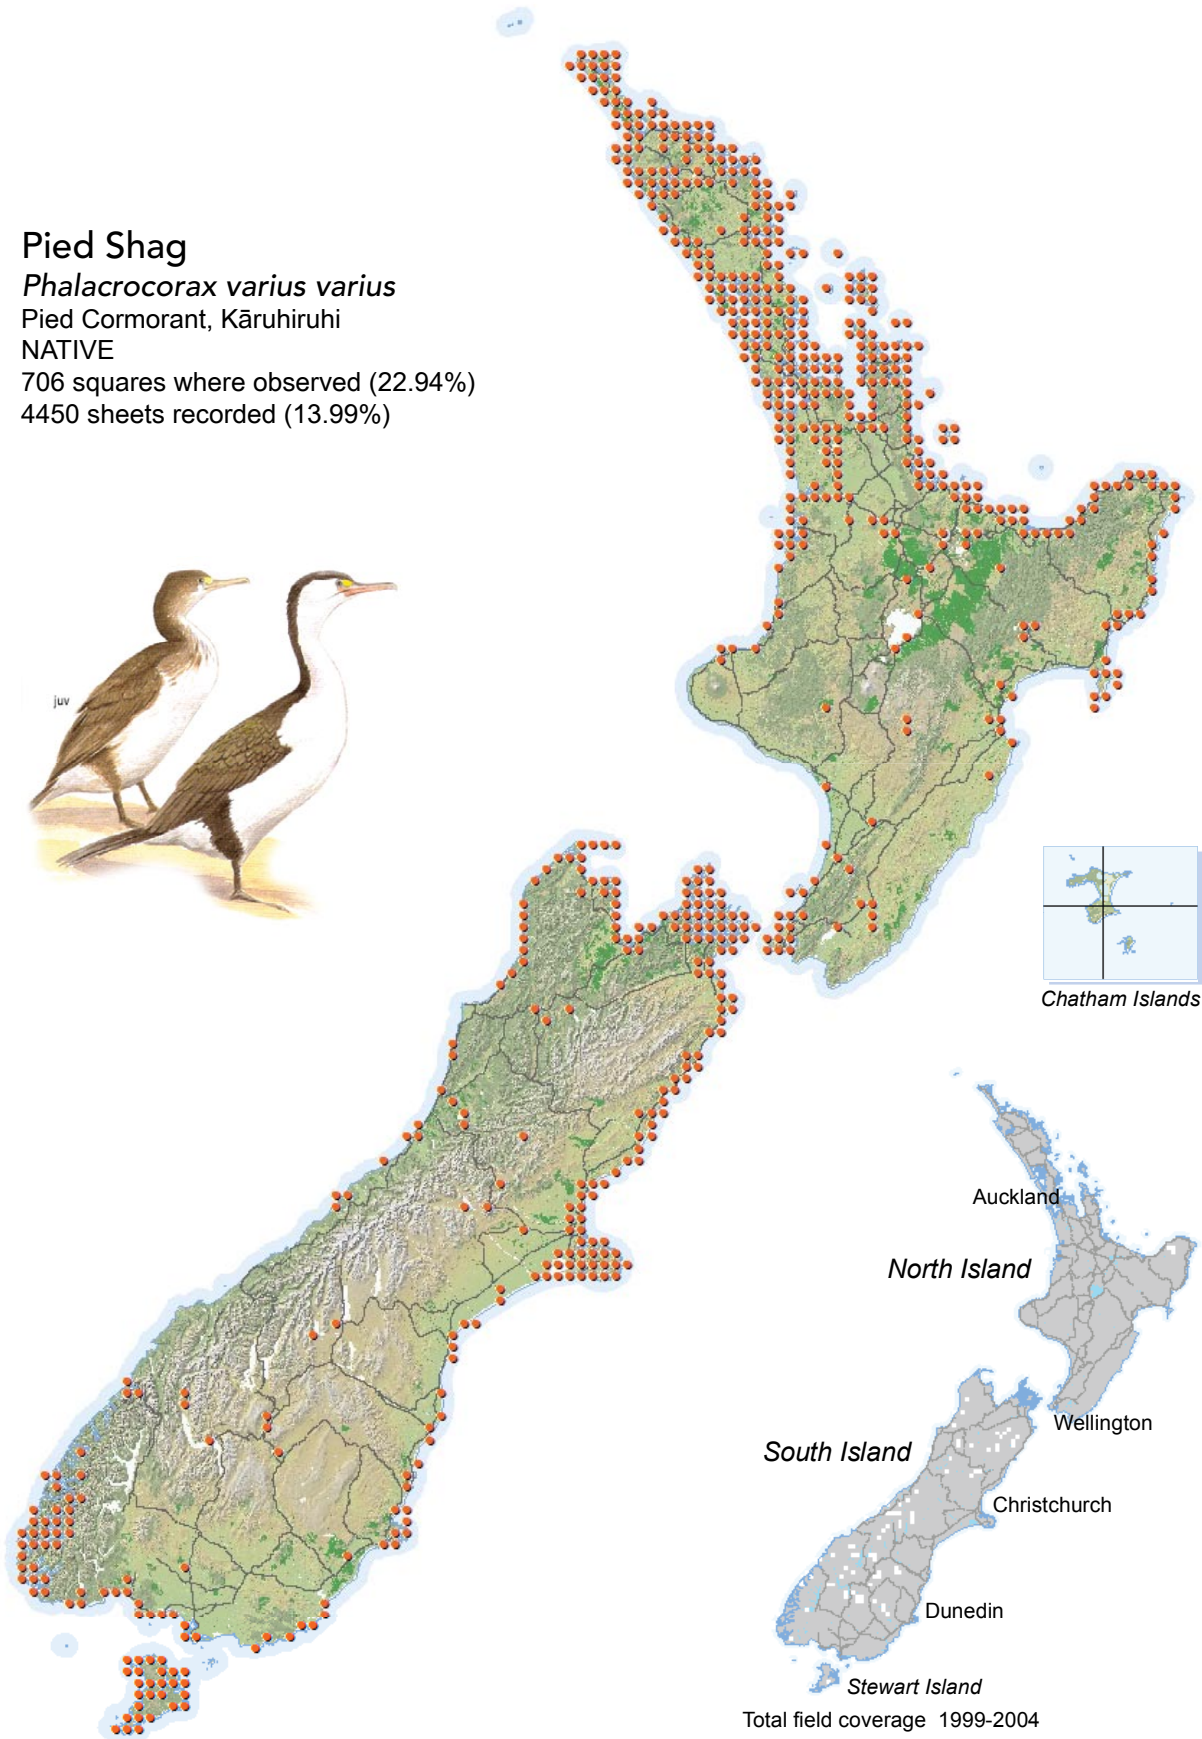 Pied Shag
Phalacrocorax varius varius
Pied Cormorant, Kāruhiruhi
NATIVE
706 squares where observed (22.94%)
4450 sheets recorded (13.99%)
juv
Chatham Islands
Auckland
North Island
Wellington
South Island
Christchurch
Dunedin
Stewart Island
Total field coverage 1999-2004